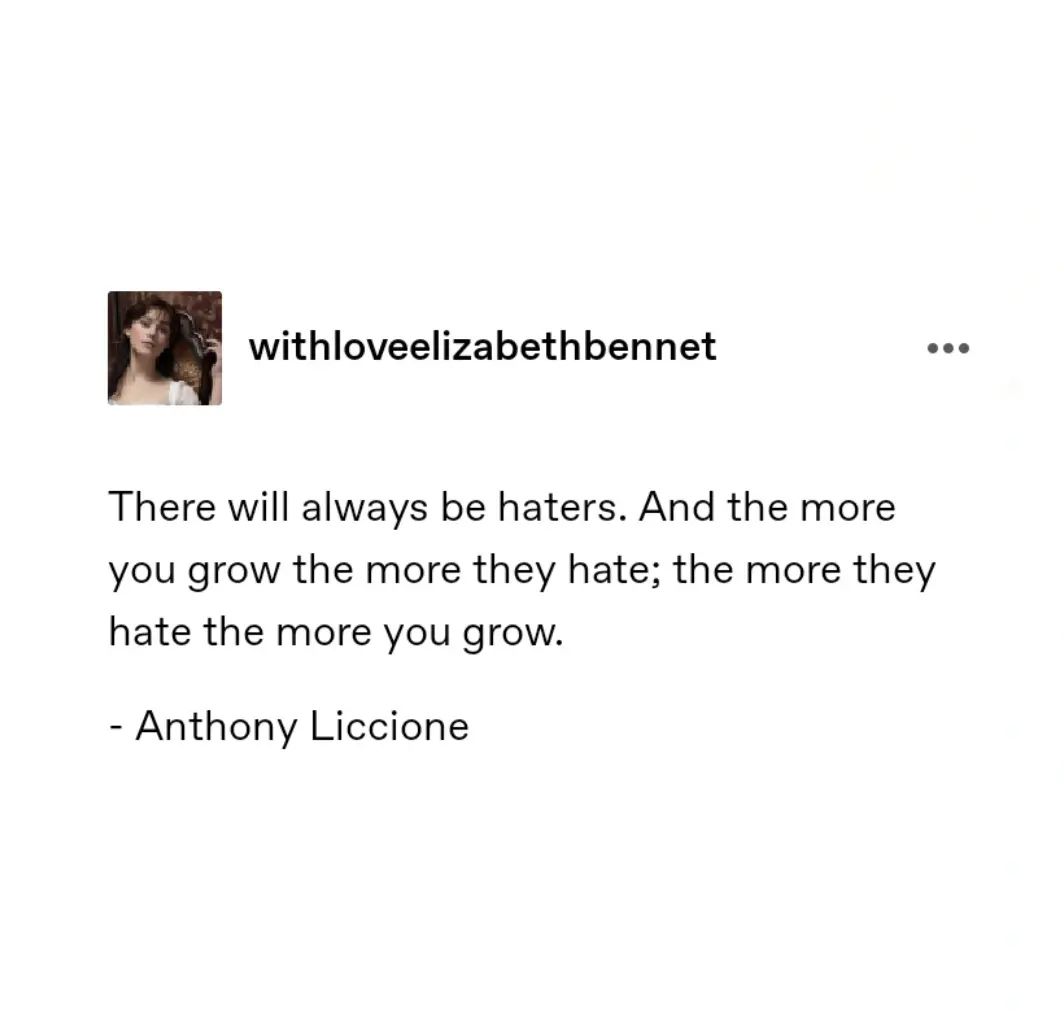 withloveelizabethbennet
There will always be haters. And the more
you grow the more they hate; the more they
hate the more you grow.
- Anthony Liccione